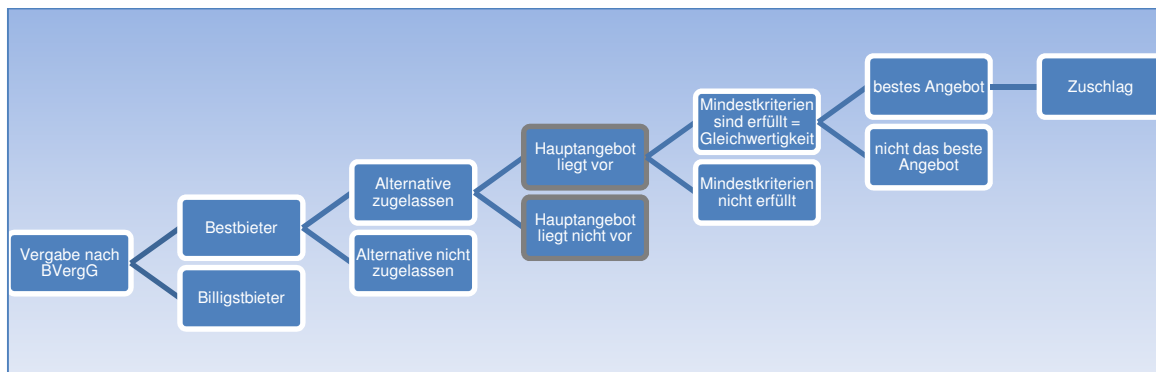 Vergabe nach
BVergG
Bestbieter
Billigstbieter
Alternative
zugelassen
Alternative nicht
zugelassen
Hauptangebot
liegt vor
Hauptangebot
liegt nicht vor
Mindestkriterien
sind erfüllt =
Gleichwertigkeit
Mindestkriterien
nicht erfüllt
bestes Angebot
nicht das beste
Angebot
Zuschlag